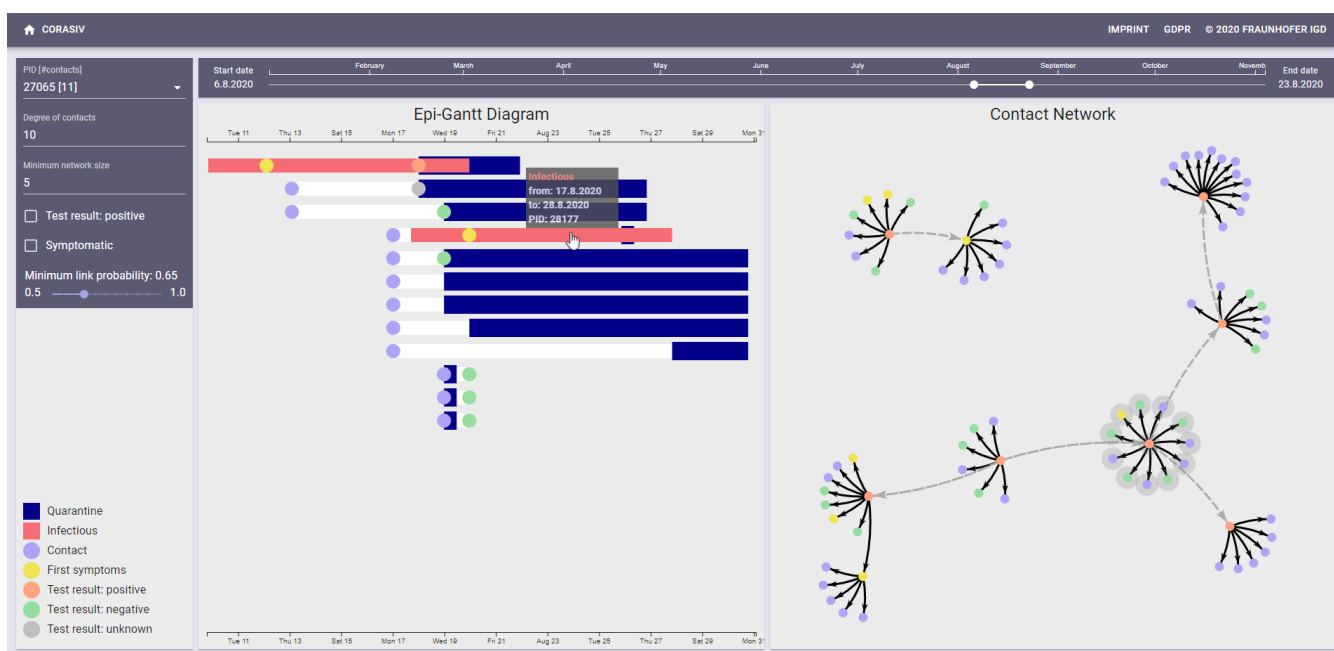 CORASIV
IMPRINT GDPR © 2020 FRAUNHOFER IGD
PID [#contacts]
27065 [11]
Degree of contacts
10
Minimum network size
5
Test result: positive
Symptomatic
Minimum link probability: 0.65
0.5 1.0
Start date
6.8.2020
February March April May June July August September October Novemb
End date
23.8.2020
Epi-Gantt Diagram
Tue 11 Thu 13 Sat 15 Mon 17 Wed 19 Fri 21 Aug 23 Tue 25 Thu 27 Sat 29 Mon 31
Infectious
from: 17.8.2020
to: 28.8.2020
PID: 28177
Tue 11 Thu 13 Sat 15 Mon 17 Wed 19 Fri 21 Aug 23 Tue 25 Thu 27 Sat 29 Mon 31
Contact Network
Quarantine
Infectious
Contact
First symptoms
Test result: positive
Test result: negative
Test result: unknown